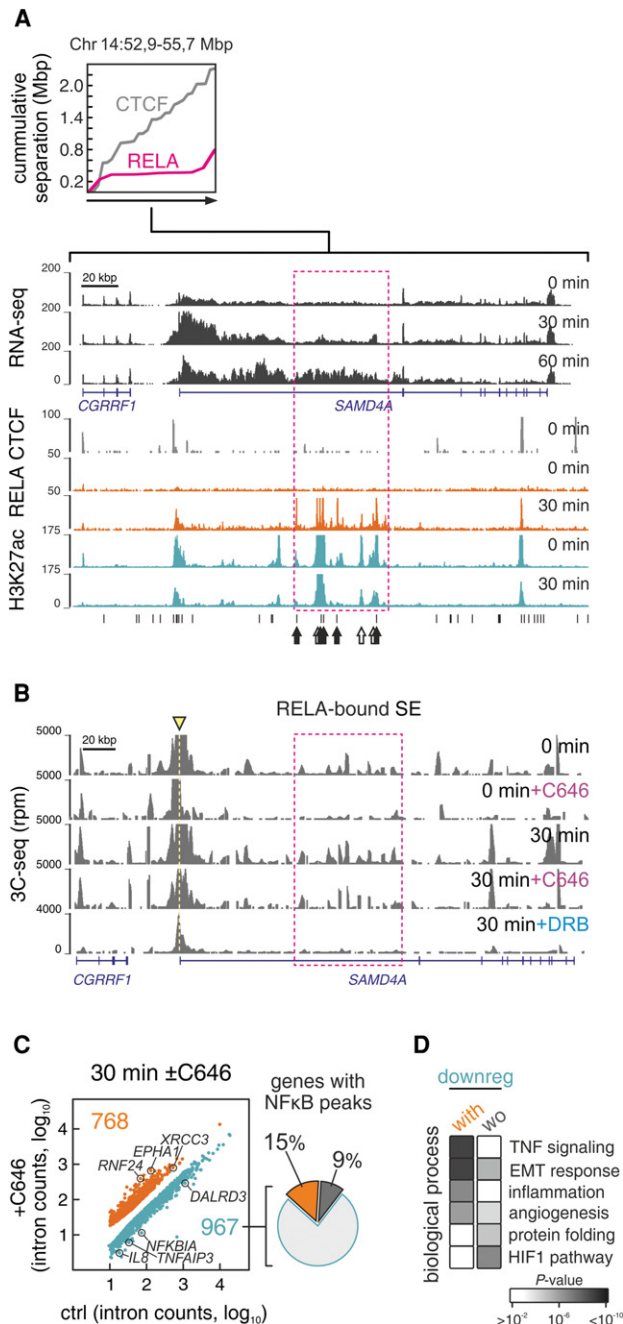 A
Chr 14:52,9-55,7 Mbp
cummulative separation (Mbp)
2.0
1.4
0.8
0.2
CTCF
RELA
20 kbp
RNA-seq
200
0 min
200
30 min
200
60 min
0
CGRRF1
SAMD4A
H3K27ac RELA CTCF
100
0 min
50
0 min
50
30 min
175
0 min
175
30 min
0
B
RELA-bound SE
20 kbp
3C-seq (rpm)
5000
0 min
5000
0 min+C646
5000
30 min
5000
30 min+C646
4000
30 min+DRB
0
CGRRF1
SAMD4A
C
30 min ±C646
+C646
(intron counts, log10)
4
3
2
1
768
XRCC3
EPHA1
RNF24
DALRD3
967
NFKBIA
TNFAIP3
IL8
1 2 3 4
ctrl (intron counts, log10)
genes with
NFκB peaks
15%
9%
D
downreg
with
wo
biological process
TNF signaling
EMT response
inflammation
angiogenesis
protein folding
HIF1 pathway
P-value
>10-2 10-6 <10-10